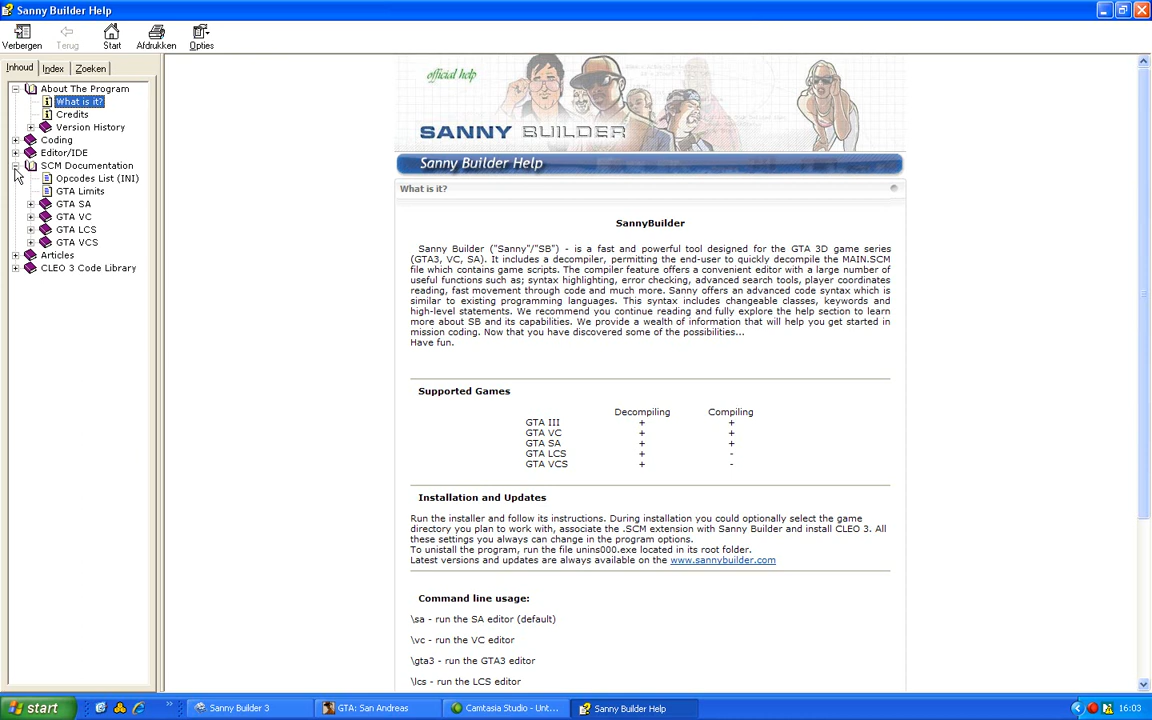 Sanny Builder Help
Verbergen
Terug
Start
Afdrukken
Opties
Inhoud
Index
Zoeken
About The Program
What is it?
Credits
Version History
Coding
Editor/IDE
SCM Documentation
Opcodes List (INI)
GTA Limits
GTA SA
GTA VC
GTA LCS
GTA VCS
Articles
CLEO 3 Code Library
official help
SANNY BUILDER
Sanny Builder Help
What is it?
SannyBuilder
Sanny Builder ("Sanny"/"SB") - is a fast and powerful tool designed for the GTA 3D game series
(GTA3, VC, SA). It includes a decompiler, permitting the end-user to quickly decompile the MAIN.SCM
file which contains game scripts. The compiler feature offers a convenient editor with a large number of
useful functions such as; syntax highlighting, error checking, advanced search tools, player coordinates
reading, fast movement through code and much more. Sanny offers an advanced code syntax which is
similar to existing programming languages. This syntax includes changeable classes, keywords and
high-level statements. We recommend you continue reading and fully explore the help section to learn
more about SB and its capabilities. We provide a wealth of information that will help you get started in
mission coding. Now that you have discovered some of the possibilities...
Have fun.
Supported Games
Decompiling Compiling
GTA III + +
GTA VC + +
GTA SA + +
GTA LCS + -
GTA VCS + -
Installation and Updates
Run the installer and follow its instructions. During installation you could optionally select the game
directory you plan to work with, associate the .SCM extension with Sanny Builder and install CLEO 3. All
these settings you always can change in the program options.
To unistall the program, run the file unins000.exe located in its root folder.
Latest versions and updates are always available on the www.sannybuilder.com
Command line usage:
\sa - run the SA editor (default)
\vc - run the VC editor
\gta3 - run the GTA3 editor
\lcs - run the LCS editor
start
Sanny Builder 3
GTA: San Andreas
Camtasia Studio - Unt...
Sanny Builder Help
16:03